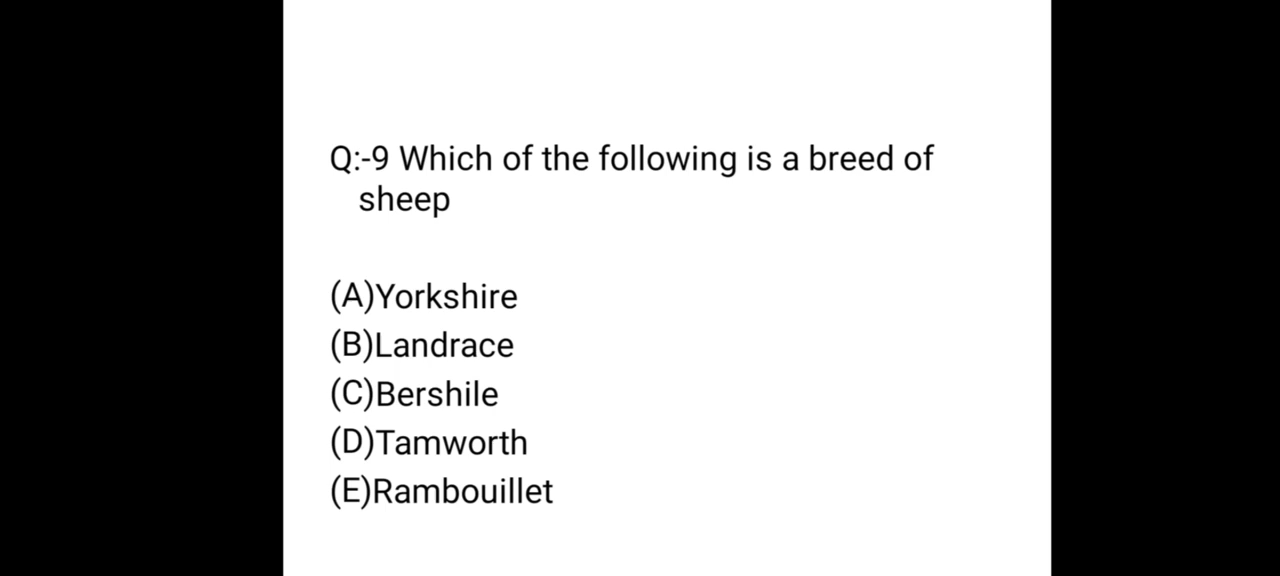 Q:-9 Which of the following is a breed of
sheep
(A)Yorkshire
(B)Landrace
(C)Bershile
(D)Tamworth
(E)Rambouillet